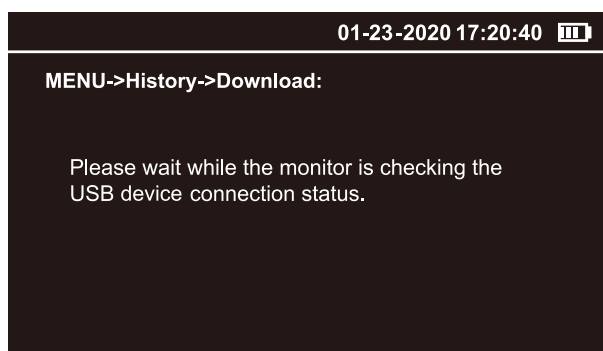 01-23-2020 17:20:40
MENU->History->Download:
Please wait while the monitor is checking the
USB device connection status.